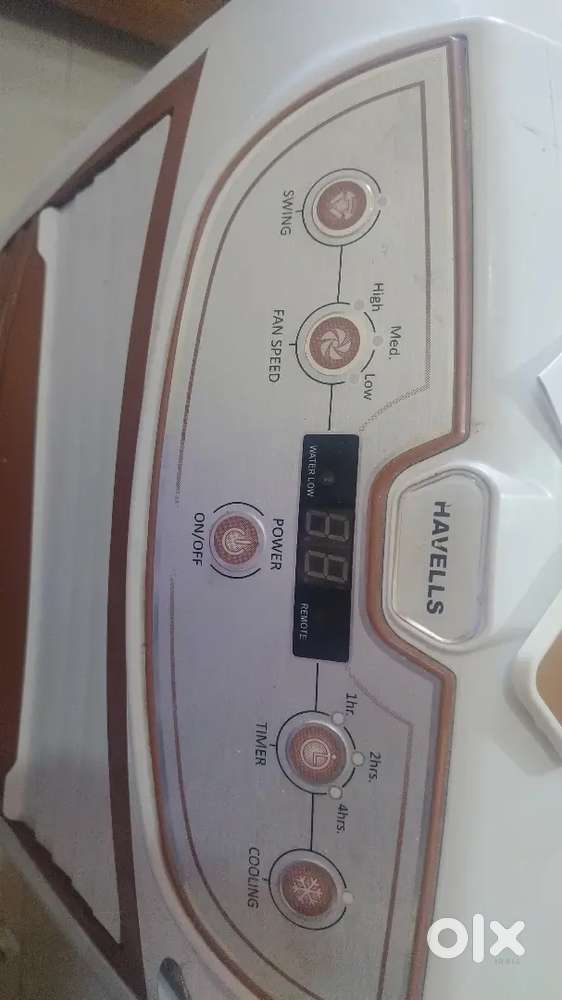 HAVELLS
SWING
High
Med.
Low
FAN SPEED
WATER LOW
88
REMOTE
POWER
ON/OFF
1hr.
2hrs.
4hrs.
TIMER
COOLING
olx
INDIA